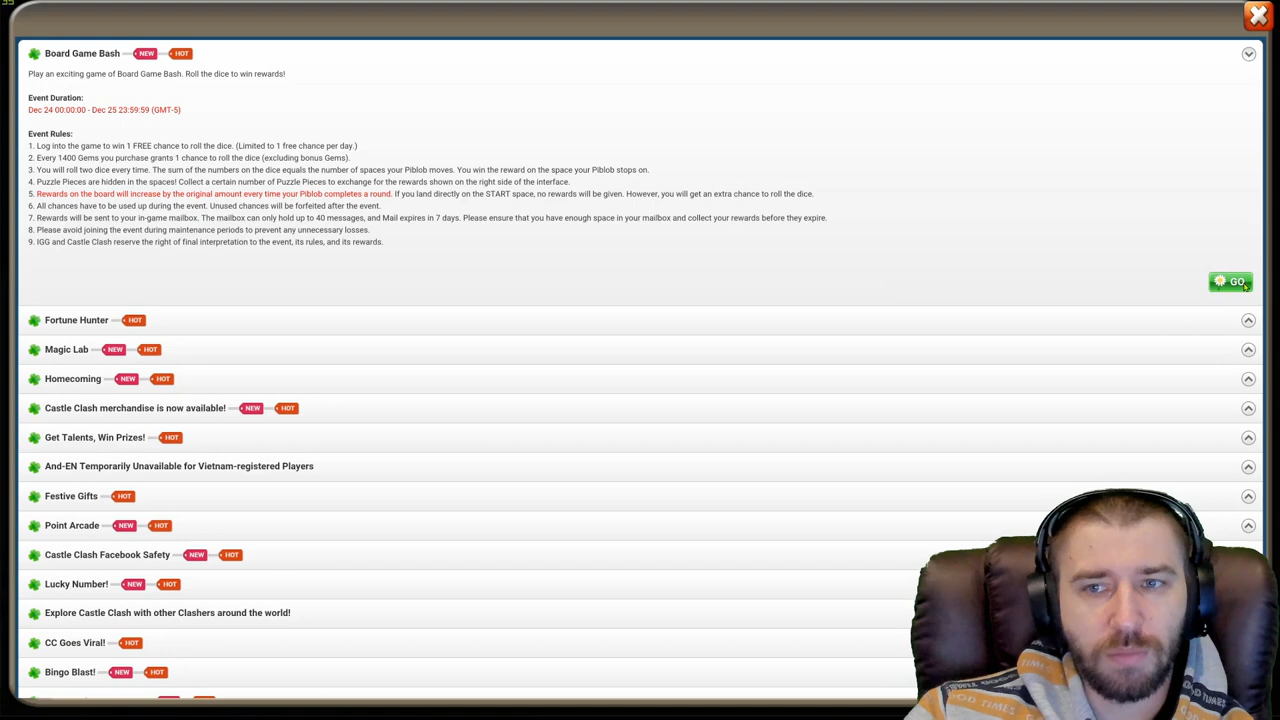 33
Board Game Bash NEW HOT
Play an exciting game of Board Game Bash. Roll the dice to win rewards!
Event Duration:
Dec 24 00:00:00 - Dec 25 23:59:59 (GMT-5)
Event Rules:
1. Log into the game to win 1 FREE chance to roll the dice. (Limited to 1 free chance per day.)
2. Every 1400 Gems you purchase grants 1 chance to roll the dice (excluding bonus Gems).
3. You will roll two dice every time. The sum of the numbers on the dice equals the number of spaces your Piblob moves. You win the reward on the space your Piblob stops on.
4. Puzzle Pieces are hidden in the spaces! Collect a certain number of Puzzle Pieces to exchange for the rewards shown on the right side of the interface.
5. Rewards on the board will increase by the original amount every time your Piblob completes a round. If you land directly on the START space, no rewards will be given. However, you will get an extra chance to roll the dice.
6. All chances have to be used up during the event. Unused chances will be forfeited after the event.
7. Rewards will be sent to your in-game mailbox. The mailbox can only hold up to 40 messages, and Mail expires in 7 days. Please ensure that you have enough space in your mailbox and collect your rewards before they expire.
8. Please avoid joining the event during maintenance periods to prevent any unnecessary losses.
9. IGG and Castle Clash reserve the right of final interpretation to the event, its rules, and its rewards.
GO
Fortune Hunter HOT
Magic Lab NEW HOT
Homecoming NEW HOT
Castle Clash merchandise is now available! NEW HOT
Get Talents, Win Prizes! HOT
And-EN Temporarily Unavailable for Vietnam-registered Players
Festive Gifts HOT
Point Arcade NEW HOT
Castle Clash Facebook Safety NEW HOT
Lucky Number! NEW HOT
Explore Castle Clash with other Clashers around the world!
CC Goes Viral! HOT
Bingo Blast! NEW HOT